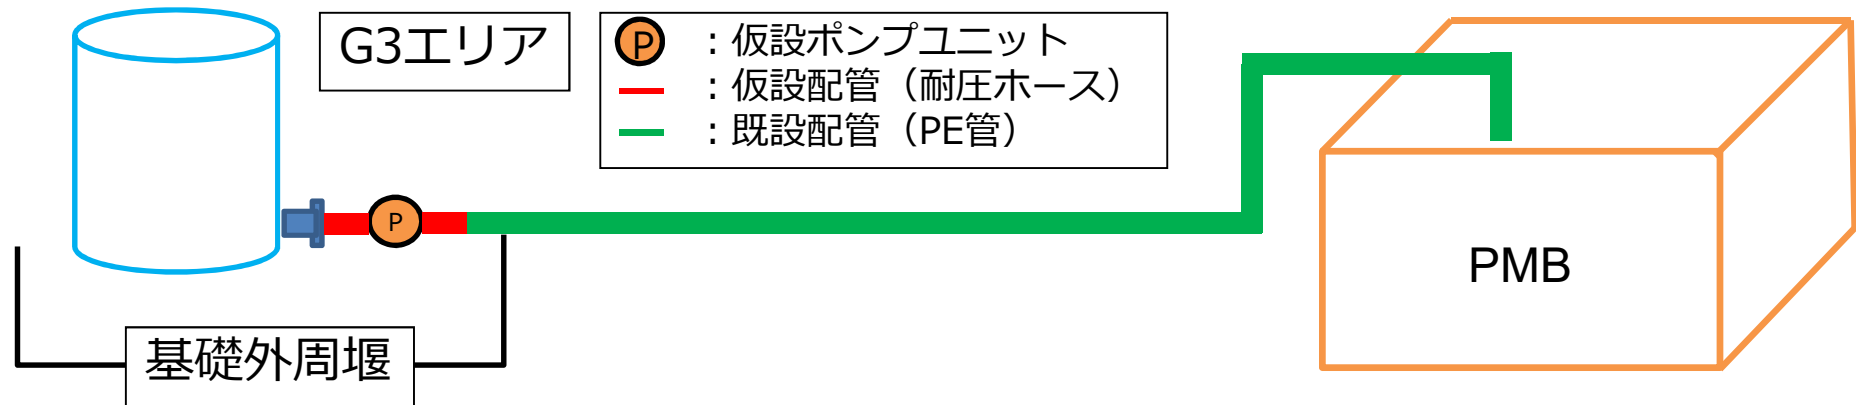 G3エリア
P ：仮設ポンプユニット
：仮設配管（耐圧ホース）
：既設配管（PE管）
P
PMB
基礎外周堰